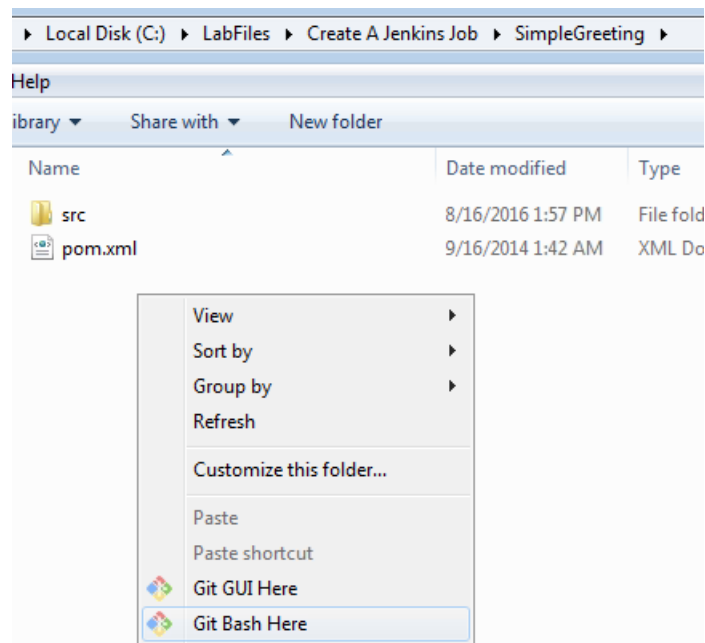 Local Disk (C:) LabFiles Create A Jenkins Job SimpleGreeting
Help
ibrary Share with New folder
Name Date modified Type
src 8/16/2016 1:57 PM File fold
pom.xml 9/16/2014 1:42 AM XML Do
View
Sort by
Group by
Refresh
Customize this folder...
Paste
Paste shortcut
Git GUI Here
Git Bash Here